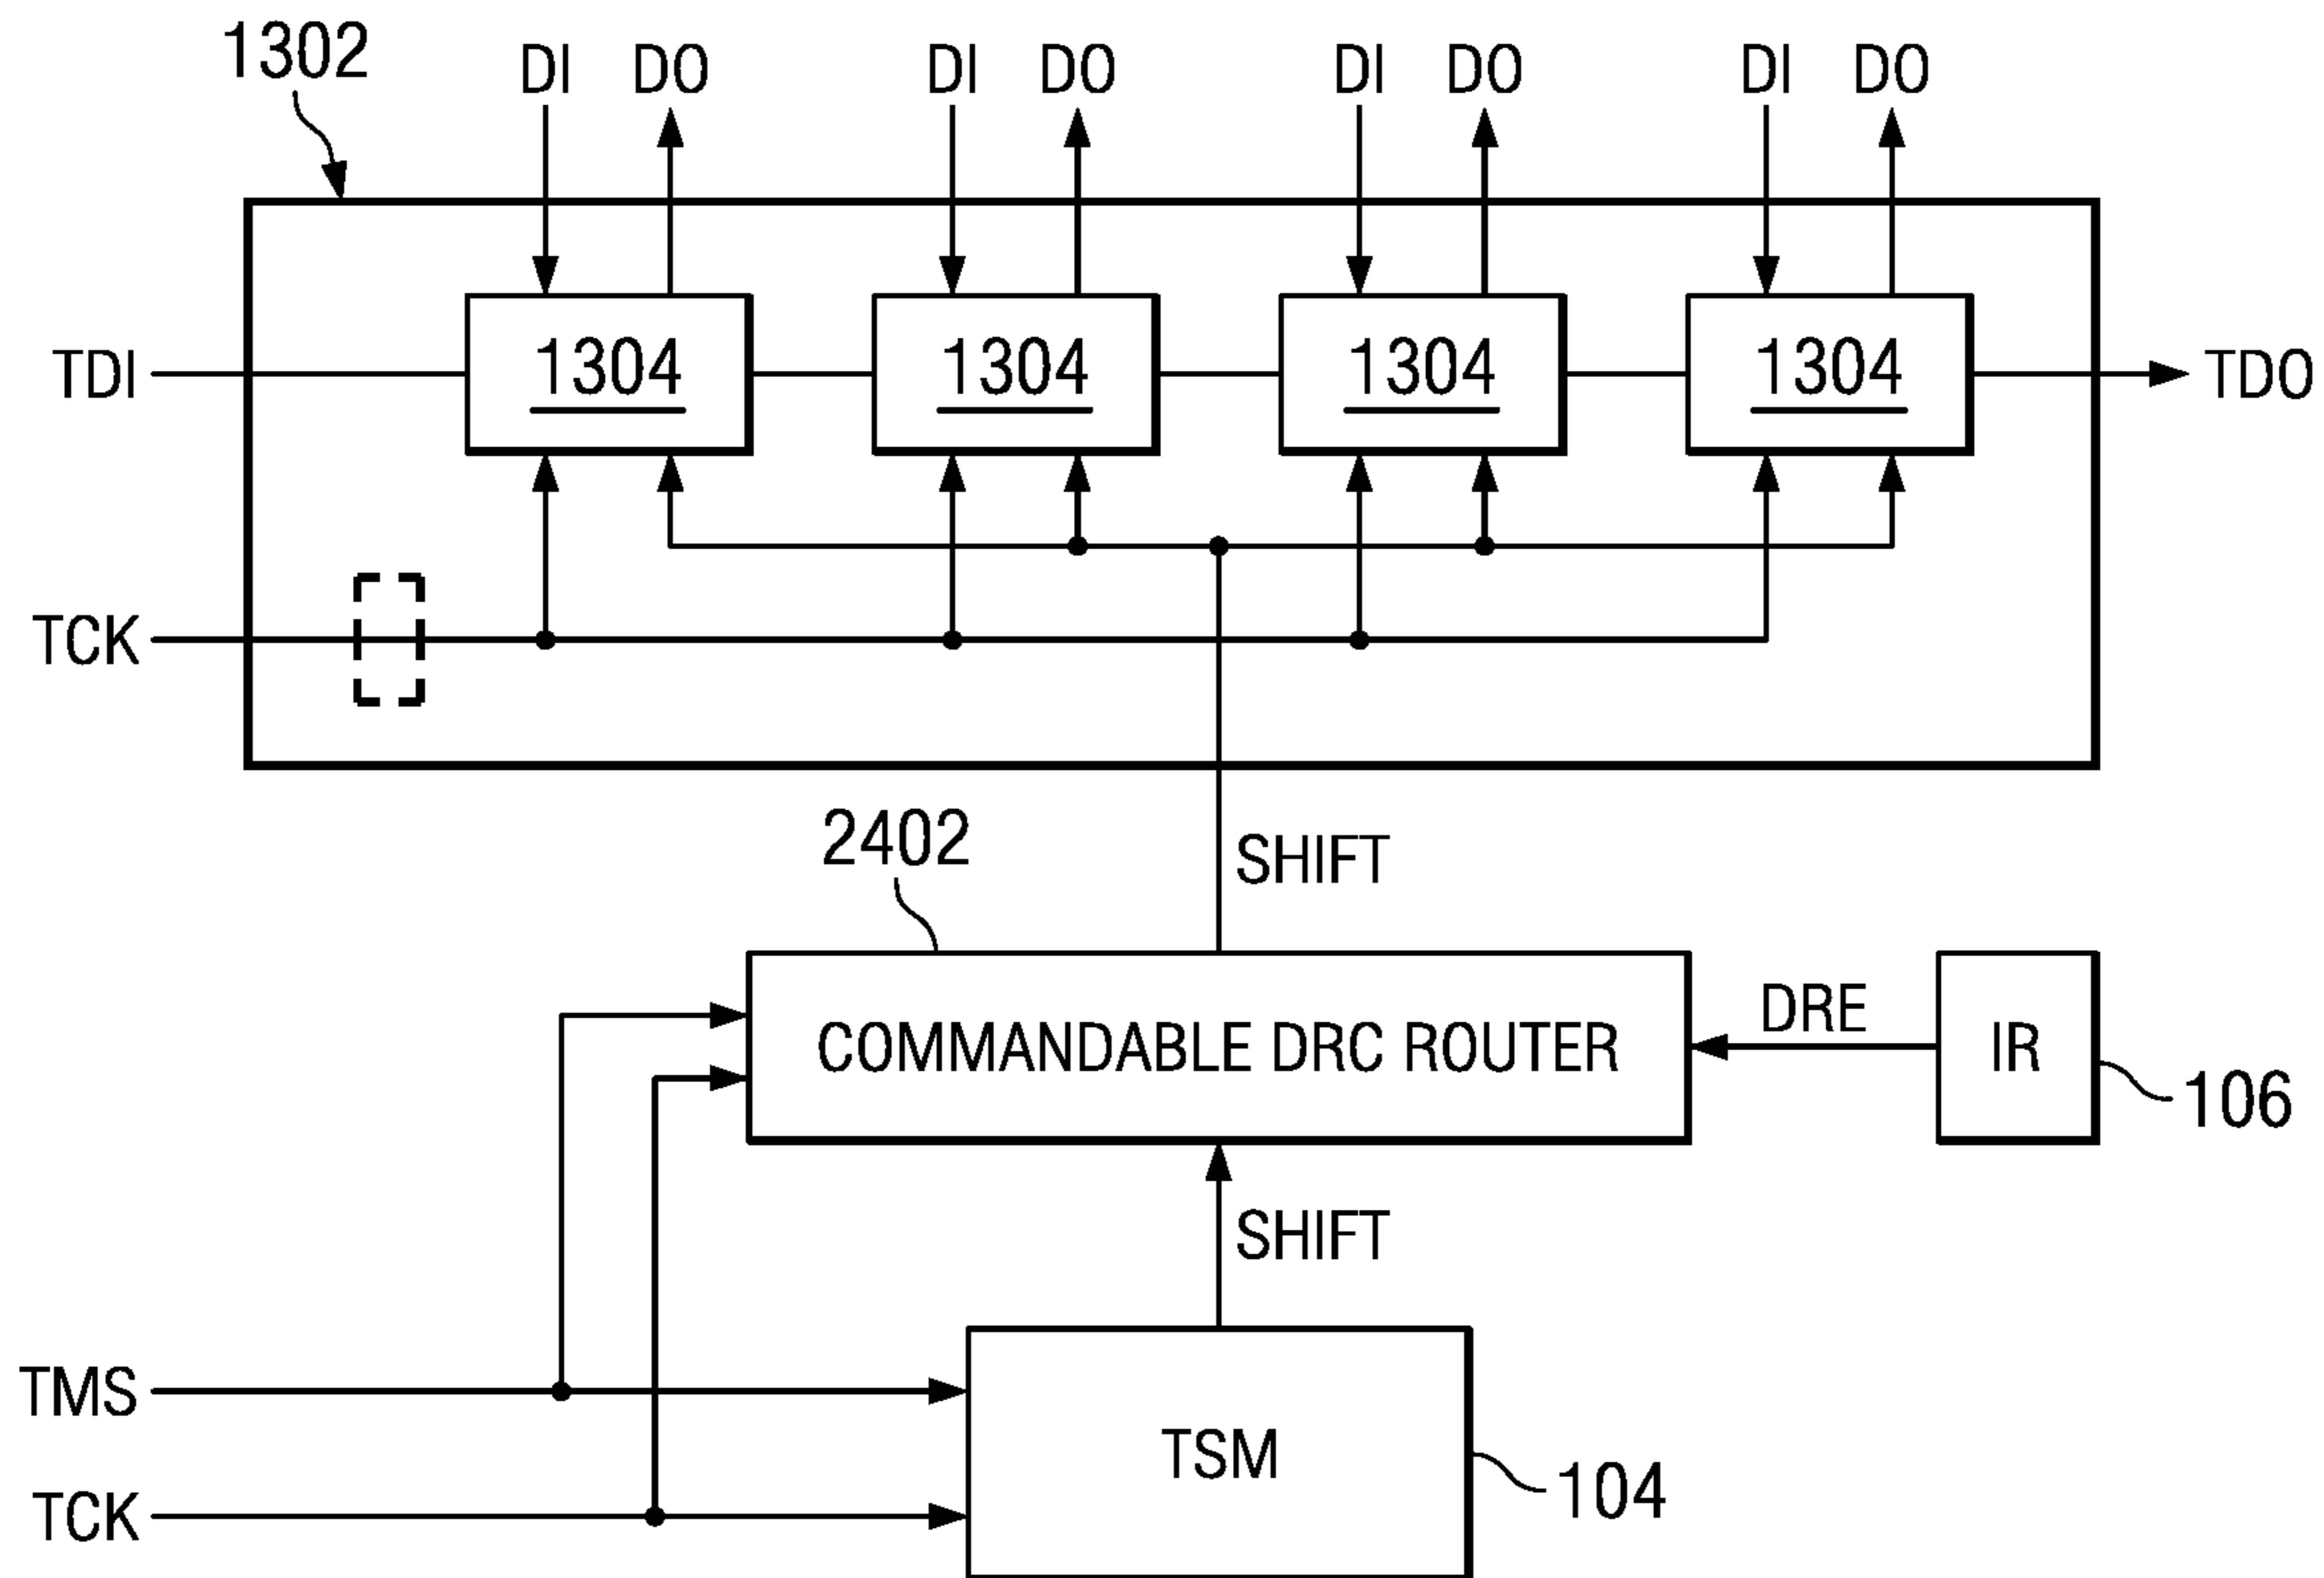 1302
DI DO DI DO DI DO DI DO
TDI 1304 1304 1304 1304 TDO
TCK
2402 SHIFT
COMMANDABLE DRC ROUTER DRE IR
106
SHIFT
TMS
TSM
TCK 104